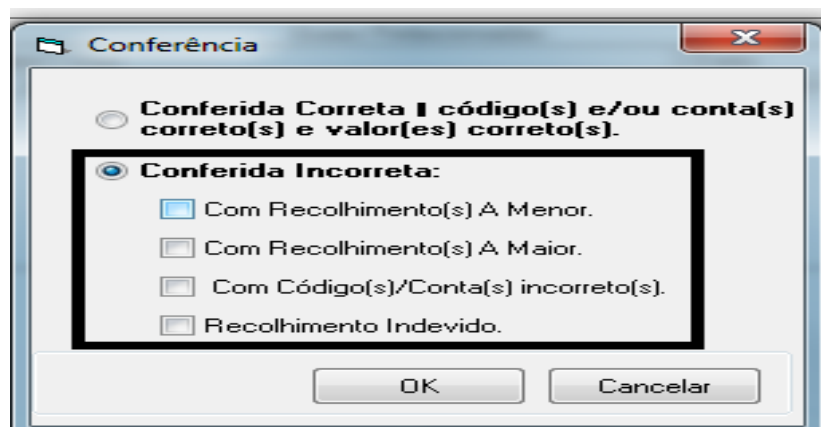 Conferência
Conferida Correta | código(s) e/ou conta(s)
correto(s) e valor(es) correto(s).
Conferida Incorreta:
Com Recolhimento(s) A Menor.
Com Recolhimento(s) A Maior.
Com Código(s)/Conta(s) incorreto(s).
Recolhimento Indevido.
OK Cancelar